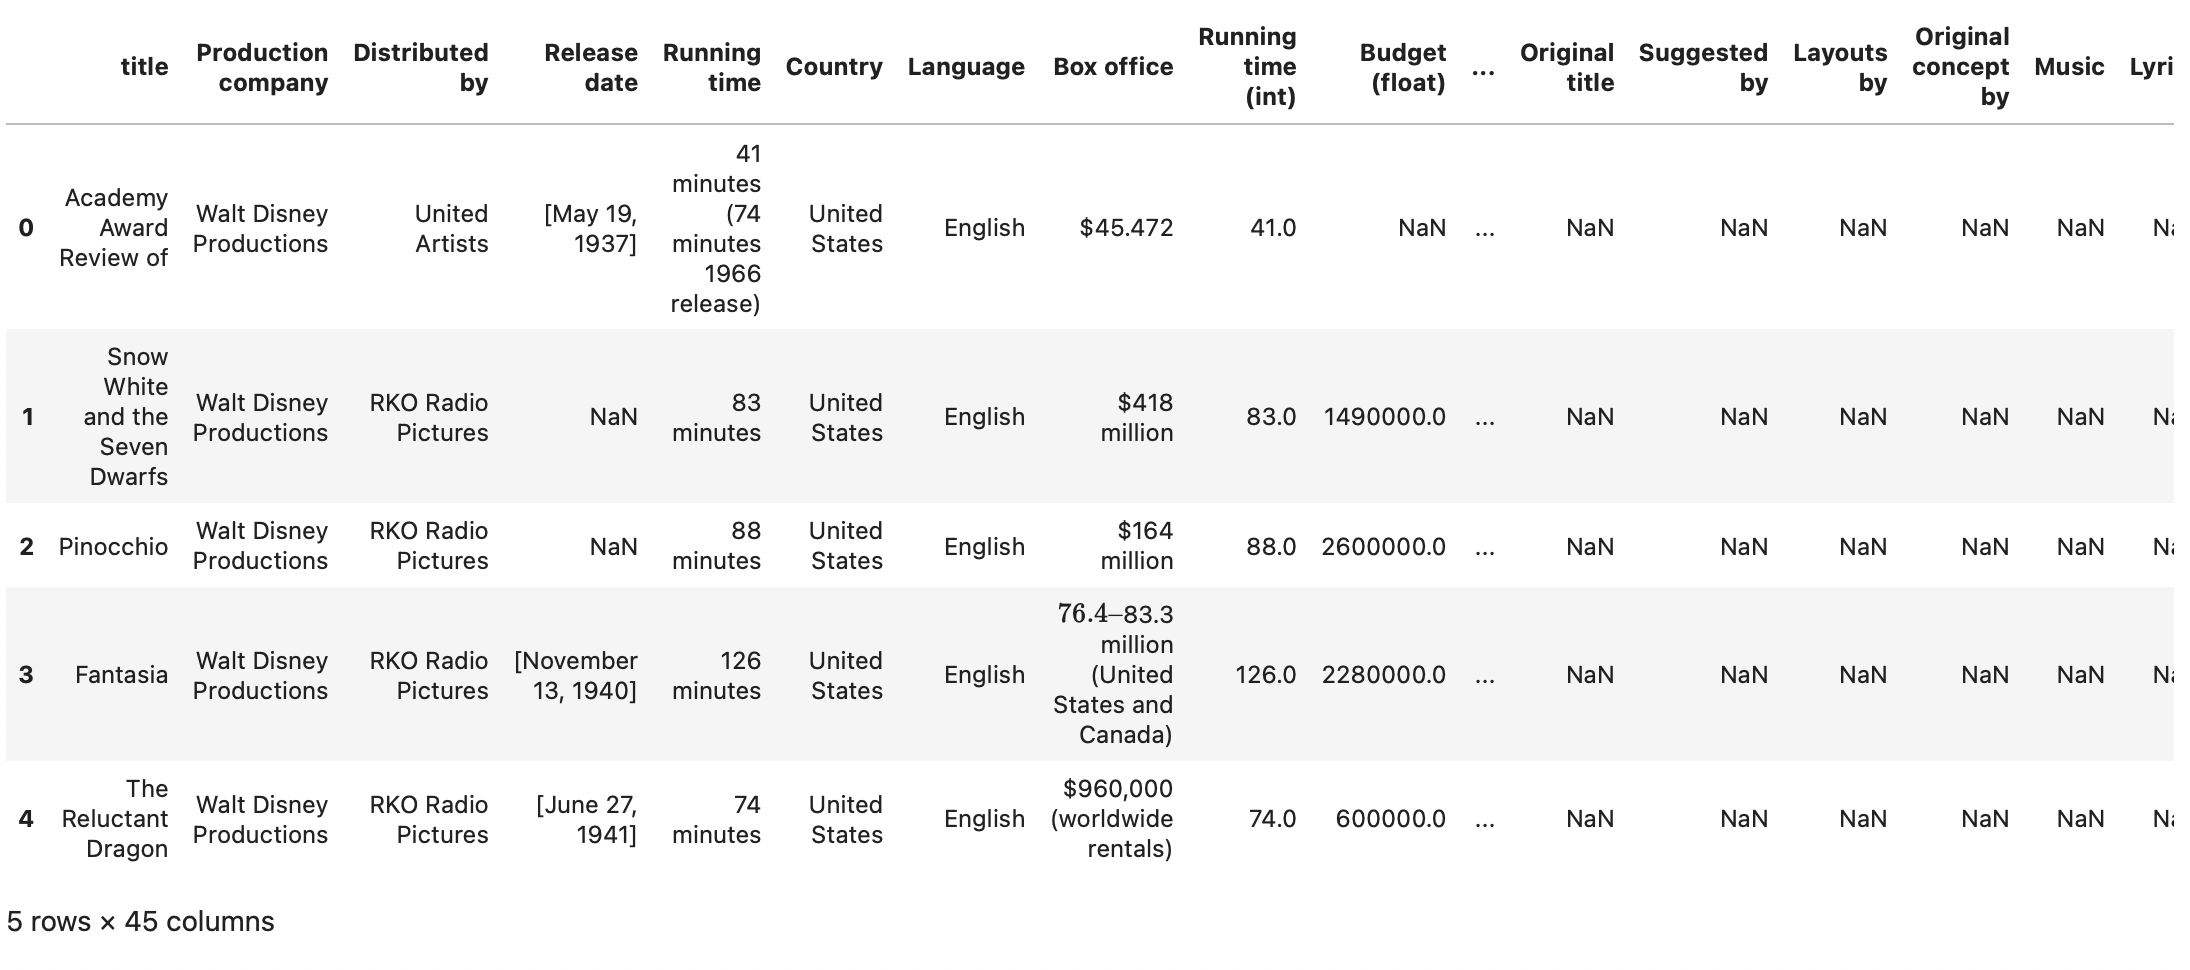 title Production company Distributed by Release date Running time Country Language Box office Running time (int) Budget (float) ... Original title Suggested by Layouts by Original concept by Music Lyri
0 Academy Award Review of Walt Disney Productions United Artists [May 19, 1937] 41 minutes (74 minutes 1966 release) United States English $45.472 41.0 NaN ... NaN NaN NaN NaN NaN Na
1 Snow White and the Seven Dwarfs Walt Disney Productions RKO Radio Pictures NaN 83 minutes United States English $418 million 83.0 1490000.0 ... NaN NaN NaN NaN NaN Na
2 Pinocchio Walt Disney Productions RKO Radio Pictures NaN 88 minutes United States English $164 million 88.0 2600000.0 ... NaN NaN NaN NaN NaN Na
3 Fantasia Walt Disney Productions RKO Radio Pictures [November 13, 1940] 126 minutes United States English 76.4–83.3 million (United States and Canada) 126.0 2280000.0 ... NaN NaN NaN NaN NaN Na
4 The Reluctant Dragon Walt Disney Productions RKO Radio Pictures [June 27, 1941] 74 minutes United States English $960,000 (worldwide rentals) 74.0 600000.0 ... NaN NaN NaN NaN NaN Na
5 rows × 45 columns